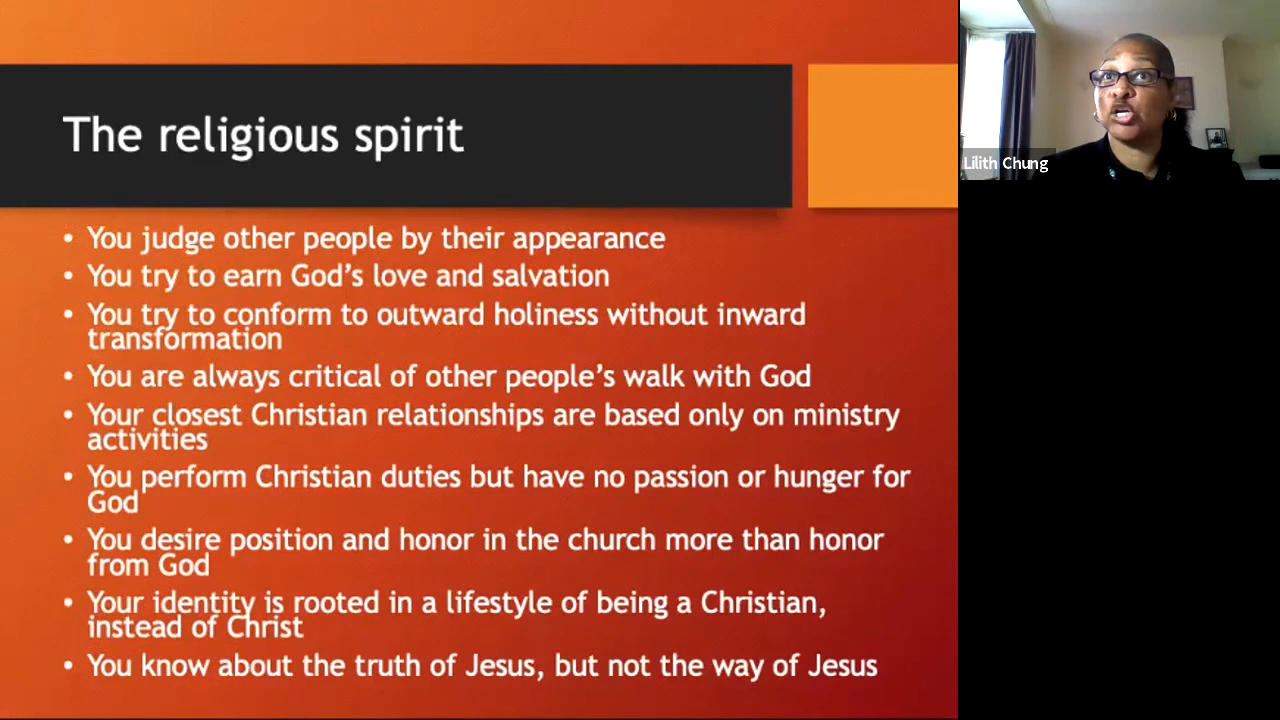 The religious spirit
• You judge other people by their appearance
• You try to earn God’s love and salvation
• You try to conform to outward holiness without inward
transformation
• You are always critical of other people’s walk with God
• Your closest Christian relationships are based only on ministry
activities
• You perform Christian duties but have no passion or hunger for
God
• You desire position and honor in the church more than honor
from God
• Your identity is rooted in a lifestyle of being a Christian,
instead of Christ
• You know about the truth of Jesus, but not the way of Jesus
Lilith Chung